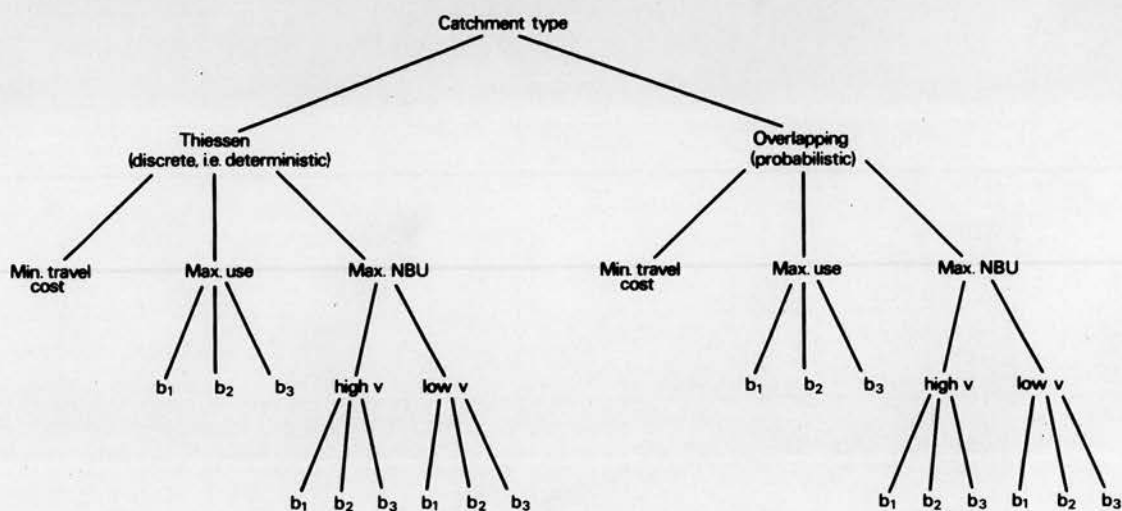 Catchment type
Thiessen
(discrete, i.e. deterministic)
Overlapping
(probabilistic)
Min. travel
cost
Max. use
Max. NBU
Min. travel
cost
Max. use
Max. NBU
b₁ b₂ b₃ high v low v b₁ b₂ b₃ high v low v
b₁ b₂ b₃ b₁ b₂ b₃ b₁ b₂ b₃ b₁ b₂ b₃